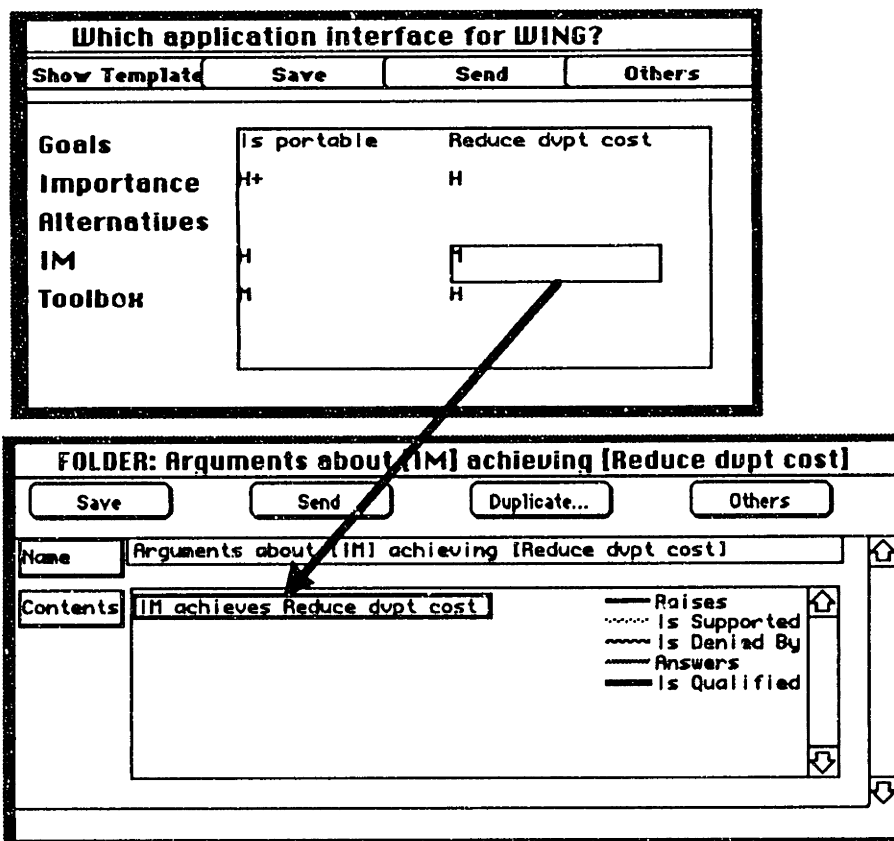 Which application interface for WING?
Show Template Save Send Others
Goals Is portable Reduce dvpt cost
Importance H+ H
Alternatives
IM H
Toolbox M H
FOLDER: Arguments about [IM] achieving [Reduce dvpt cost]
Save Send Duplicate... Others
Name Arguments about [IM] achieving [Reduce dvpt cost]
Contents IM achieves Reduce dvpt cost
Raises
Is Supported
Is Denied By
Answers
Is Qualified